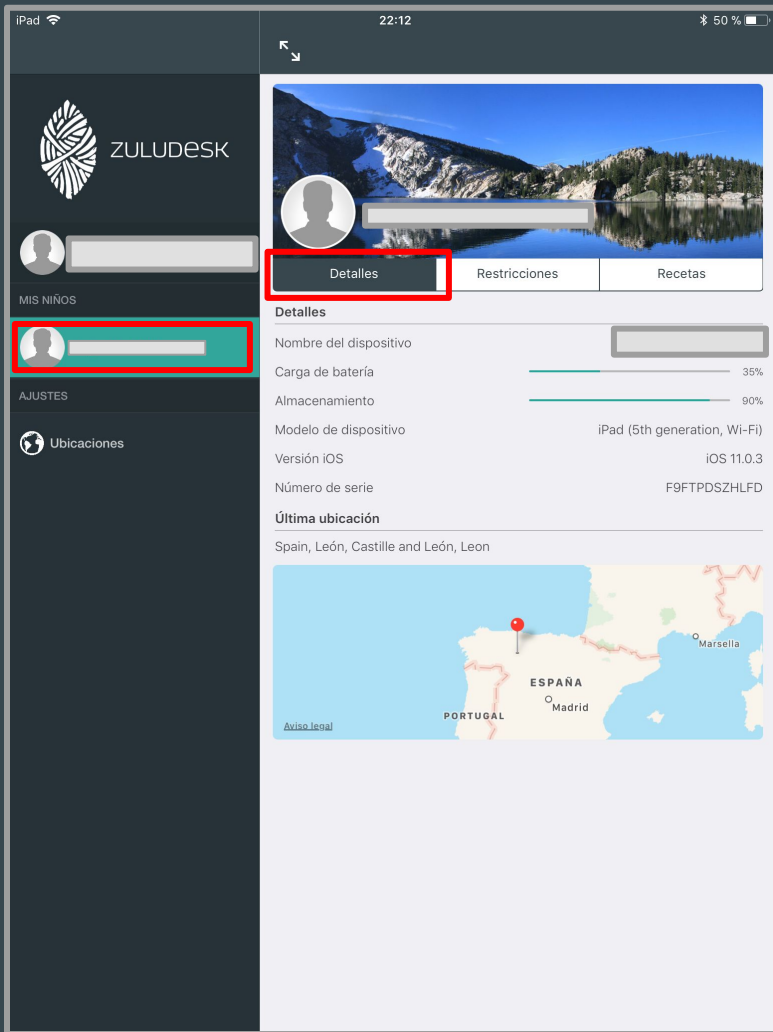 iPad 22:12 50 %
ZULUDESK
MIS NIÑOS
AJUSTES
Ubicaciones
Detalles Restricciones Recetas
Detalles
Nombre del dispositivo
Carga de batería 35%
Almacenamiento 90%
Modelo de dispositivo iPad (5th generation, Wi-Fi)
Versión iOS iOS 11.0.3
Número de serie F9FTPDSZHLFD
Última ubicación
Spain, León, Castille and León, Leon
Marsella
ESPAÑA
Madrid
PORTUGAL
Aviso legal